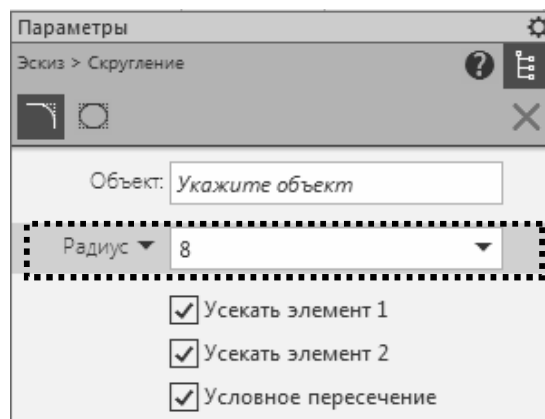 Параметры
Эскиз > Скругление
?
Объект: Укажите объект
Радиус 8
Усекать элемент 1
Усекать элемент 2
Условное пересечение